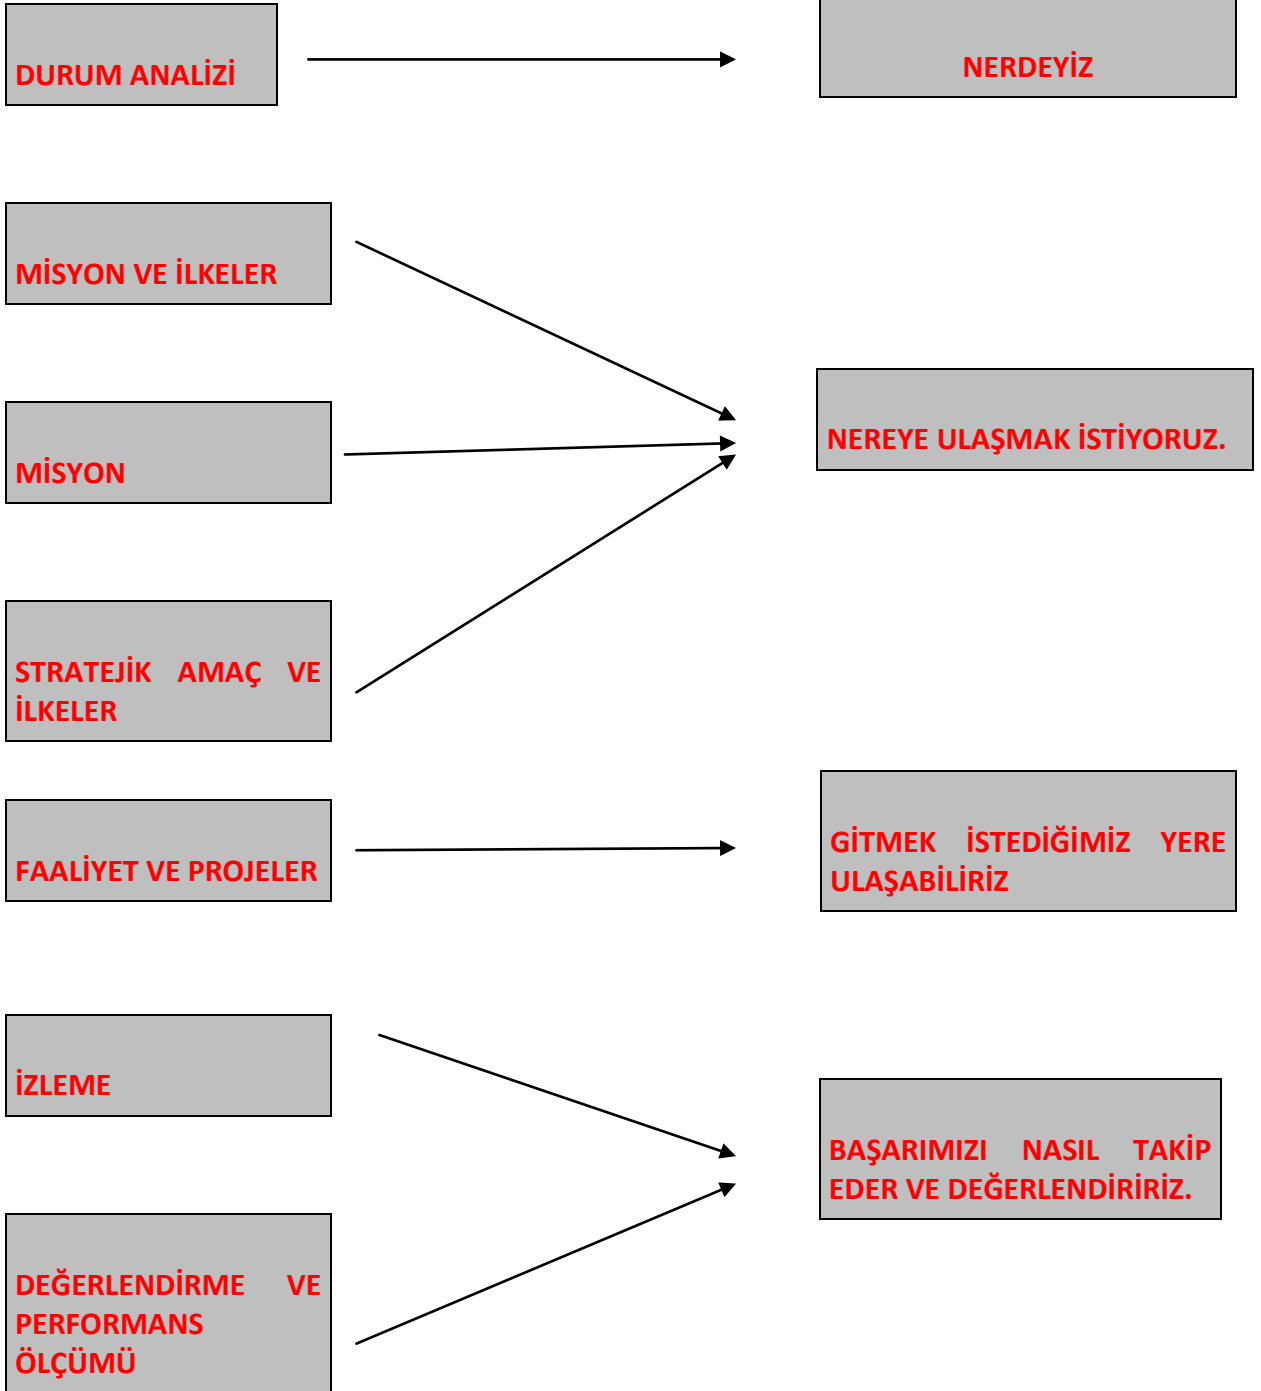 DURUM ANALİZİ
NERDEYİZ
MİSYON VE İLKELER
MİSYON
NEREYE ULAŞMAK İSTİYORUZ.
STRATEJİK AMAÇ VE
İLKELER
FAALİYET VE PROJELER
GİTMEK İSTEDİĞİMİZ YERE
ULAŞABİLİRİZ
İZLEME
BAŞARIMIZI NASIL TAKİP
EDER VE DEĞERLENDİRİRİZ.
DEĞERLENDİRME VE
PERFORMANS
ÖLÇÜMÜ